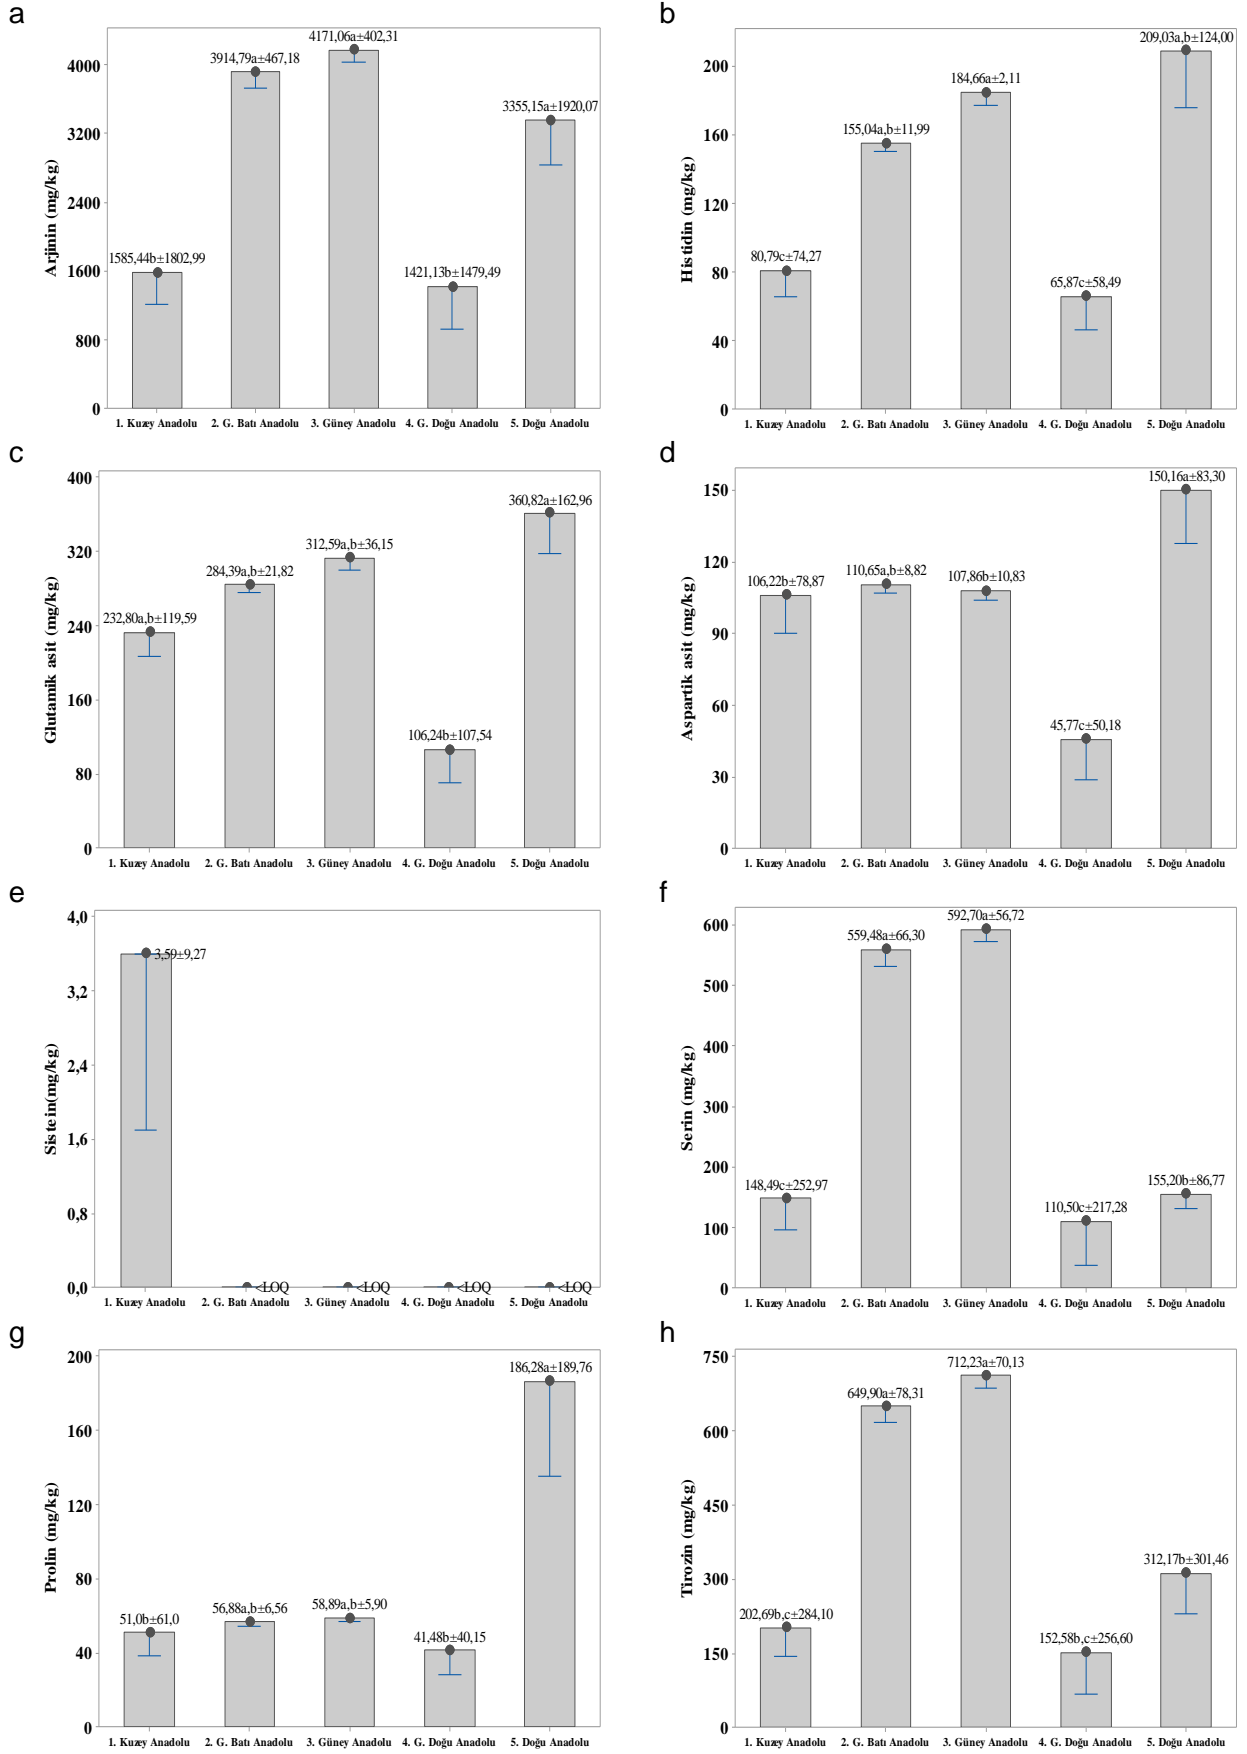 a
Arjinin (mg/kg)
4000
3200
2400
1600
800
0
1585,44b±1802,99
3914,79a±467,18
4171,06a±402,31
1421,13b±1479,49
3355,15a±1920,07
1. Kuzey Anadolu 2. G. Batı Anadolu 3. Güney Anadolu 4. G. Doğu Anadolu 5. Doğu Anadolu
b
Histidin (mg/kg)
200
160
120
80
40
0
80,79c±74,27
155,04a,b±11,99
184,66a±2,11
65,87c±58,49
209,03a,b±124,00
1. Kuzey Anadolu 2. G. Batı Anadolu 3. Güney Anadolu 4. G. Doğu Anadolu 5. Doğu Anadolu
c
Glutamik asit (mg/kg)
400
320
240
160
80
0
232,80a,b±119,59
284,39a,b±21,82
312,59a,b±36,15
106,24b±107,54
360,82a±162,96
1. Kuzey Anadolu 2. G. Batı Anadolu 3. Güney Anadolu 4. G. Doğu Anadolu 5. Doğu Anadolu
d
Aspartik asit (mg/kg)
150
120
90
60
30
0
106,22b±78,87
110,65a,b±8,82
107,86b±10,83
45,77c±50,18
150,16a±83,30
1. Kuzey Anadolu 2. G. Batı Anadolu 3. Güney Anadolu 4. G. Doğu Anadolu 5. Doğu Anadolu
e
Sistein(mg/kg)
4,0
3,2
2,4
1,6
0,8
0,0
3,59±9,27
<LOQ
<LOQ
<LOQ
<LOQ
1. Kuzey Anadolu 2. G. Batı Anadolu 3. Güney Anadolu 4. G. Doğu Anadolu 5. Doğu Anadolu
f
Serin (mg/kg)
600
500
400
300
200
100
0
148,49c±252,97
559,48a±66,30
592,70a±56,72
110,50c±217,28
155,20b±86,77
1. Kuzey Anadolu 2. G. Batı Anadolu 3. Güney Anadolu 4. G. Doğu Anadolu 5. Doğu Anadolu
g
Prolin (mg/kg)
200
160
120
80
40
0
51,0b±61,0
56,88a,b±6,56
58,89a,b±5,90
41,48b±40,15
186,28a±189,76
1. Kuzey Anadolu 2. G. Batı Anadolu 3. Güney Anadolu 4. G. Doğu Anadolu 5. Doğu Anadolu
h
Tirozin (mg/kg)
750
600
450
300
150
0
202,69b,c±284,10
649,90a±78,31
712,23a±70,13
152,58b,c±256,60
312,17b±301,46
1. Kuzey Anadolu 2. G. Batı Anadolu 3. Güney Anadolu 4. G. Doğu Anadolu 5. Doğu Anadolu